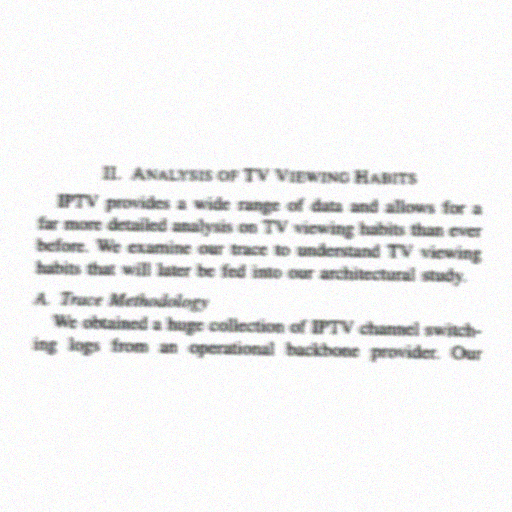 II. ANALYSIS OF TV VIEWING HABITS
IPTV provides a wide range of data and allows for a
far more detailed analysis on TV viewing habits than ever
before. We examine our trace to understand TV viewing
habits that will later be fed into our architectural study.
A. Trace Methodology
We obtained a huge collection of IPTV channel switch-
ing logs from an operational backbone provider. Our